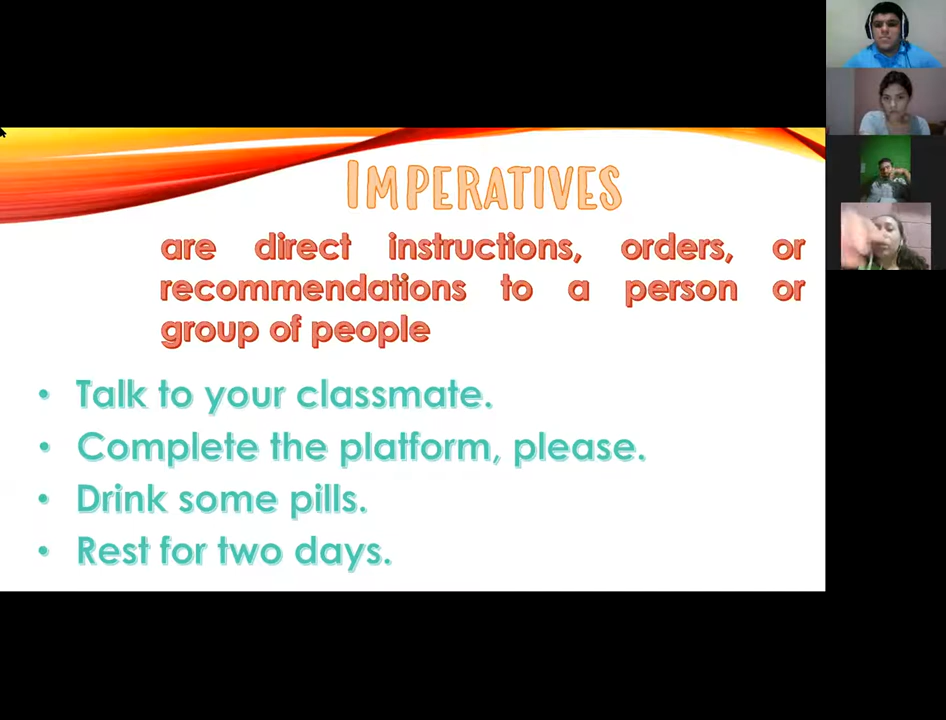 IMPERATIVES
are direct instructions, orders, or
recommendations to a person or
group of people
• Talk to your classmate.
• Complete the platform, please.
• Drink some pills.
• Rest for two days.